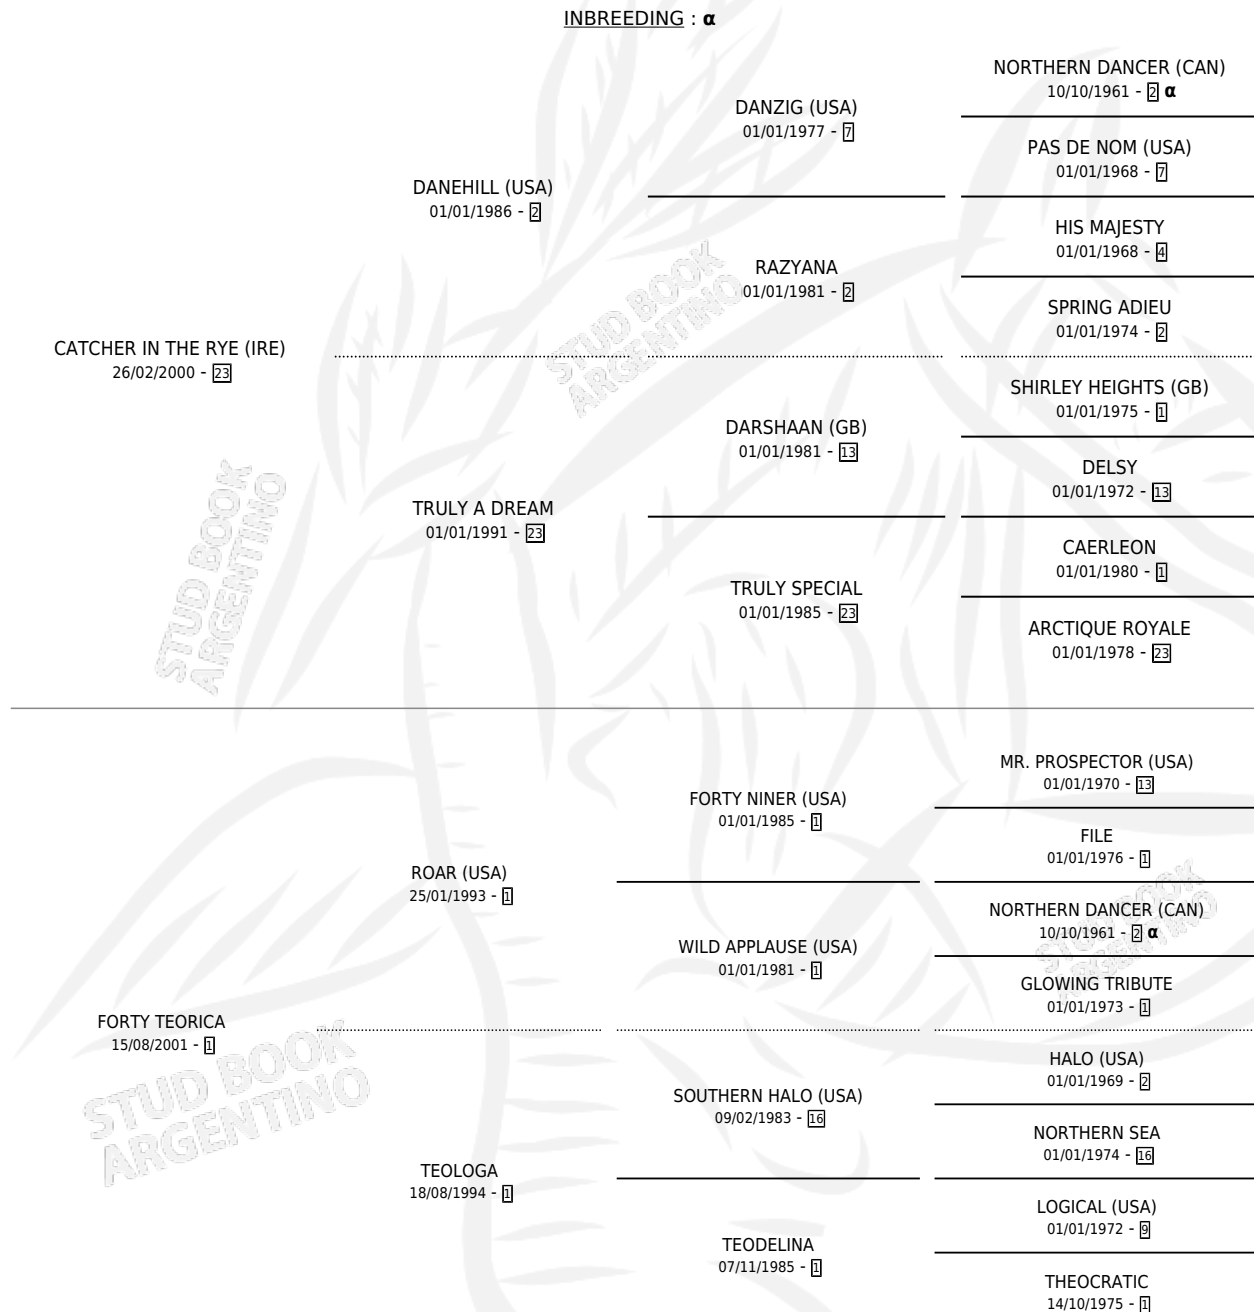 INBREEDING : α
NORTHERN DANCER (CAN)
10/10/1961 - 2 α
DANZIG (USA)
01/01/1977 - 7
PAS DE NOM (USA)
01/01/1968 - 7
DANEHILL (USA)
01/01/1986 - 2
HIS MAJESTY
01/01/1968 - 4
RAZYANA
01/01/1981 - 2
SPRING ADIEU
01/01/1974 - 2
CATCHER IN THE RYE (IRE)
26/02/2000 - 23
SHIRLEY HEIGHTS (GB)
01/01/1975 - 1
DARSHAAN (GB)
01/01/1981 - 13
DELSY
01/01/1972 - 13
TRULY A DREAM
01/01/1991 - 23
CAERLEON
01/01/1980 - 1
TRULY SPECIAL
01/01/1985 - 23
ARCTIQUE ROYALE
01/01/1978 - 23
MR. PROSPECTOR (USA)
01/01/1970 - 13
FORTY NINER (USA)
01/01/1985 - 1
FILE
01/01/1976 - 1
ROAR (USA)
25/01/1993 - 1
NORTHERN DANCER (CAN)
10/10/1961 - 2 α
WILD APPLAUSE (USA)
01/01/1981 - 1
GLOWING TRIBUTE
01/01/1973 - 1
FORTY TEORICA
15/08/2001 - 1
HALO (USA)
01/01/1969 - 2
SOUTHERN HALO (USA)
09/02/1983 - 16
NORTHERN SEA
01/01/1974 - 16
TEOLOGA
18/08/1994 - 1
LOGICAL (USA)
01/01/1972 - 9
TEODELINA
07/11/1985 - 1
THEOCRATIC
14/10/1975 - 1
STUD BOOK
ARGENTINO
STUD BOOK
ARGENTINO
STUD BOOK
ARGENTINO
STUD BOOK
ARGENTINO